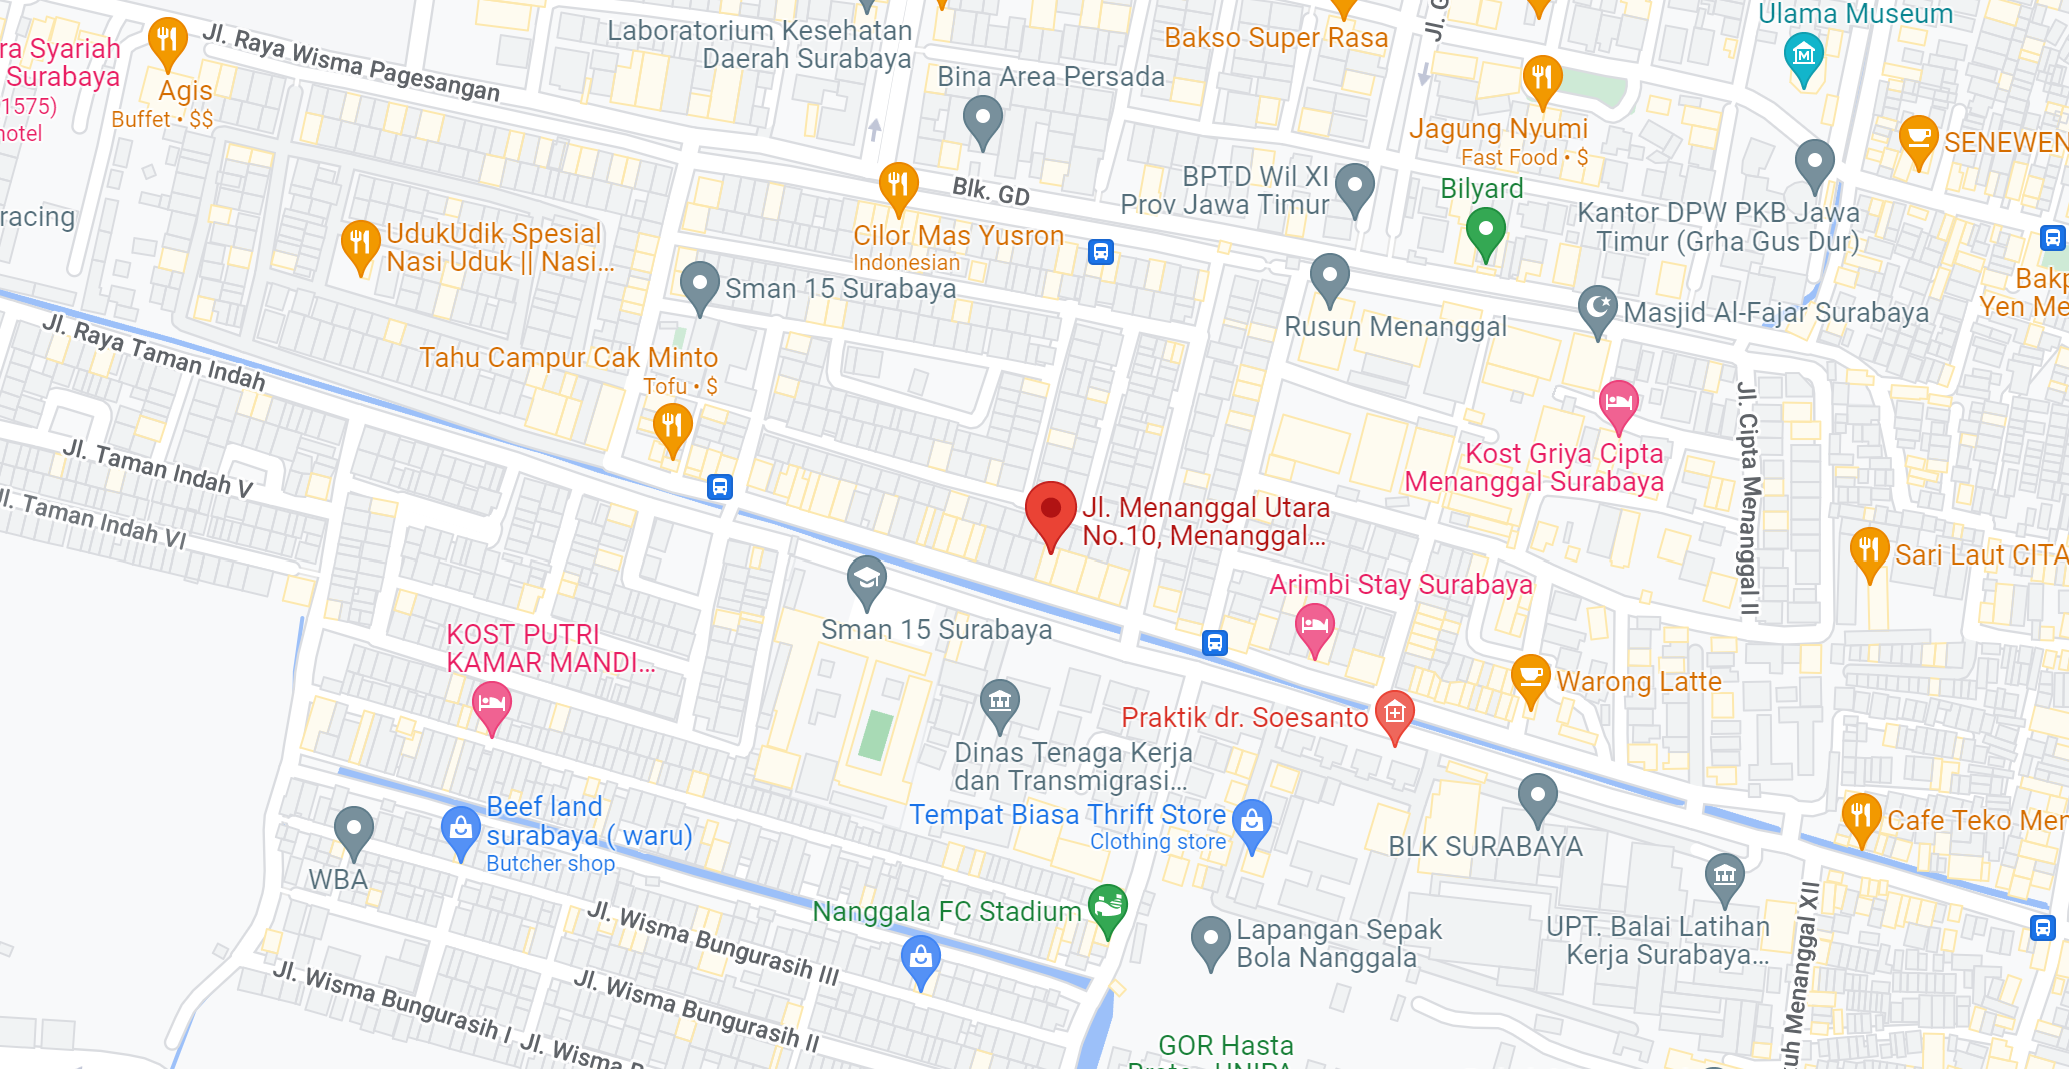 Ulama Museum
Laboratorium Kesehatan
Daerah Surabaya
Bakso Super Rasa
Jl. G
ra Syariah
Surabaya
1575)
hotel
Jl. Raya Wisma Pagesangan
Agis
Buffet • $$
Bina Area Persada
Jagung Nyumi
Fast Food • $
SENEWEN
BPTD Wil XI
Prov Jawa Timur
Bilyard
Blk. GD
Kantor DPW PKB Jawa
Timur (Grha Gus Dur)
racing
UdukUdik Spesial
Nasi Uduk || Nasi...
Cilor Mas Yusron
Indonesian
Sman 15 Surabaya
Bakp
Yen Me
Rusun Menanggal
Masjid Al-Fajar Surabaya
Jl. Raya Taman Indah
Tahu Campur Cak Minto
Tofu • $
Jl. Cipta Menanggal II
Jl. Taman Indah V
Jl. Taman Indah VI
Kost Griya Cipta
Menanggal Surabaya
Jl. Menanggal Utara
No.10, Menanggal...
Sari Laut CITA
Arimbi Stay Surabaya
Sman 15 Surabaya
KOST PUTRI
KAMAR MANDI...
Warong Latte
Praktik dr. Soesanto
Dinas Tenaga Kerja
dan Transmigrasi...
Beef land
surabaya ( waru)
Butcher shop
Tempat Biasa Thrift Store
Clothing store
BLK SURABAYA
Cafe Teko Mer
WBA
Nanggala FC Stadium
Lapangan Sepak
Bola Nanggala
UPT. Balai Latihan
Kerja Surabaya...
Jl. Wisma Bungurasih III
Jl. Wisma Bungurasih II
Jl. Wisma Bungurasih I
Jl. Wisma B
uh Menanggal XII
GOR Hasta